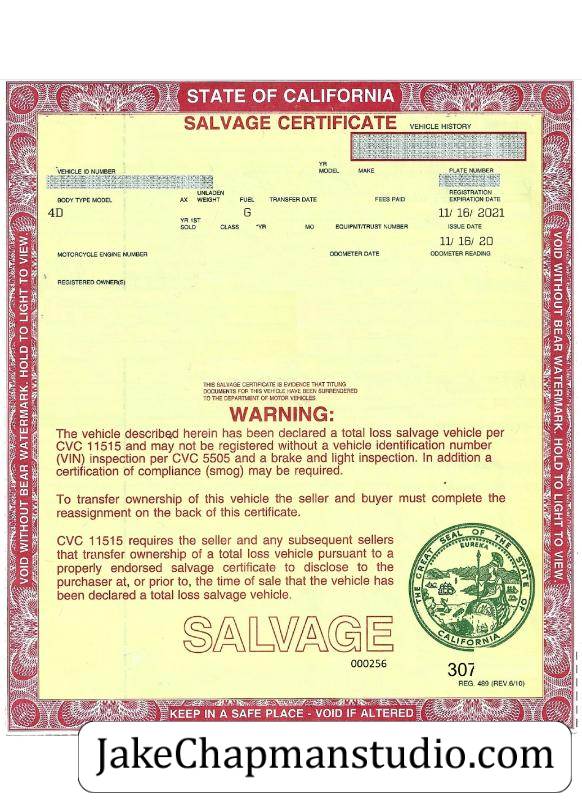 STATE OF CALIFORNIA
SALVAGE CERTIFICATE
VEHICLE HISTORY
VEHICLE ID NUMBER
YR MODEL
MAKE
PLATE NUMBER
BODY TYPE MODEL
AX
UNLADEN WEIGHT
FUEL
TRANSFER DATE
FEES PAID
REGISTRATION EXPIRATION DATE
4D
G
11/ 16/ 2021
YR 1ST SOLD
CLASS
*YR
MO
EQUIPMT/TRUST NUMBER
ISSUE DATE
11/ 16/ 20
MOTORCYCLE ENGINE NUMBER
ODOMETER DATE
ODOMETER READING
REGISTERED OWNER(S)
THIS SALVAGE CERTIFICATE IS EVIDENCE THAT TITLING
DOCUMENTS FOR THIS VEHICLE HAVE BEEN SURRENDERED
TO THE DEPARTMENT OF MOTOR VEHICLES.
WARNING:
The vehicle described herein has been declared a total loss salvage vehicle per
CVC 11515 and may not be registered without a vehicle identification number
(VIN) inspection per CVC 5505 and a brake and light inspection. In addition a
certification of compliance (smog) may be required.
To transfer ownership of this vehicle the seller and buyer must complete the
reassignment on the back of this certificate.
CVC 11515 requires the seller and any subsequent sellers
that transfer ownership of a total loss vehicle pursuant to a
properly endorsed salvage certificate to disclose to the
purchaser at, or prior to, the time of sale that the vehicle has
been declared a total loss salvage vehicle.
THE GREAT SEAL OF THE STATE OF CALIFORNIA
EUREKA
SALVAGE
000256
307
REG. 489 (REV.6/10)
VOID WITHOUT BEAR WATERMARK. HOLD TO LIGHT TO VIEW
VOID WITHOUT BEAR WATERMARK. HOLD TO LIGHT TO VIEW
KEEP IN A SAFE PLACE - VOID IF ALTERED
JakeChapmanstudio.com